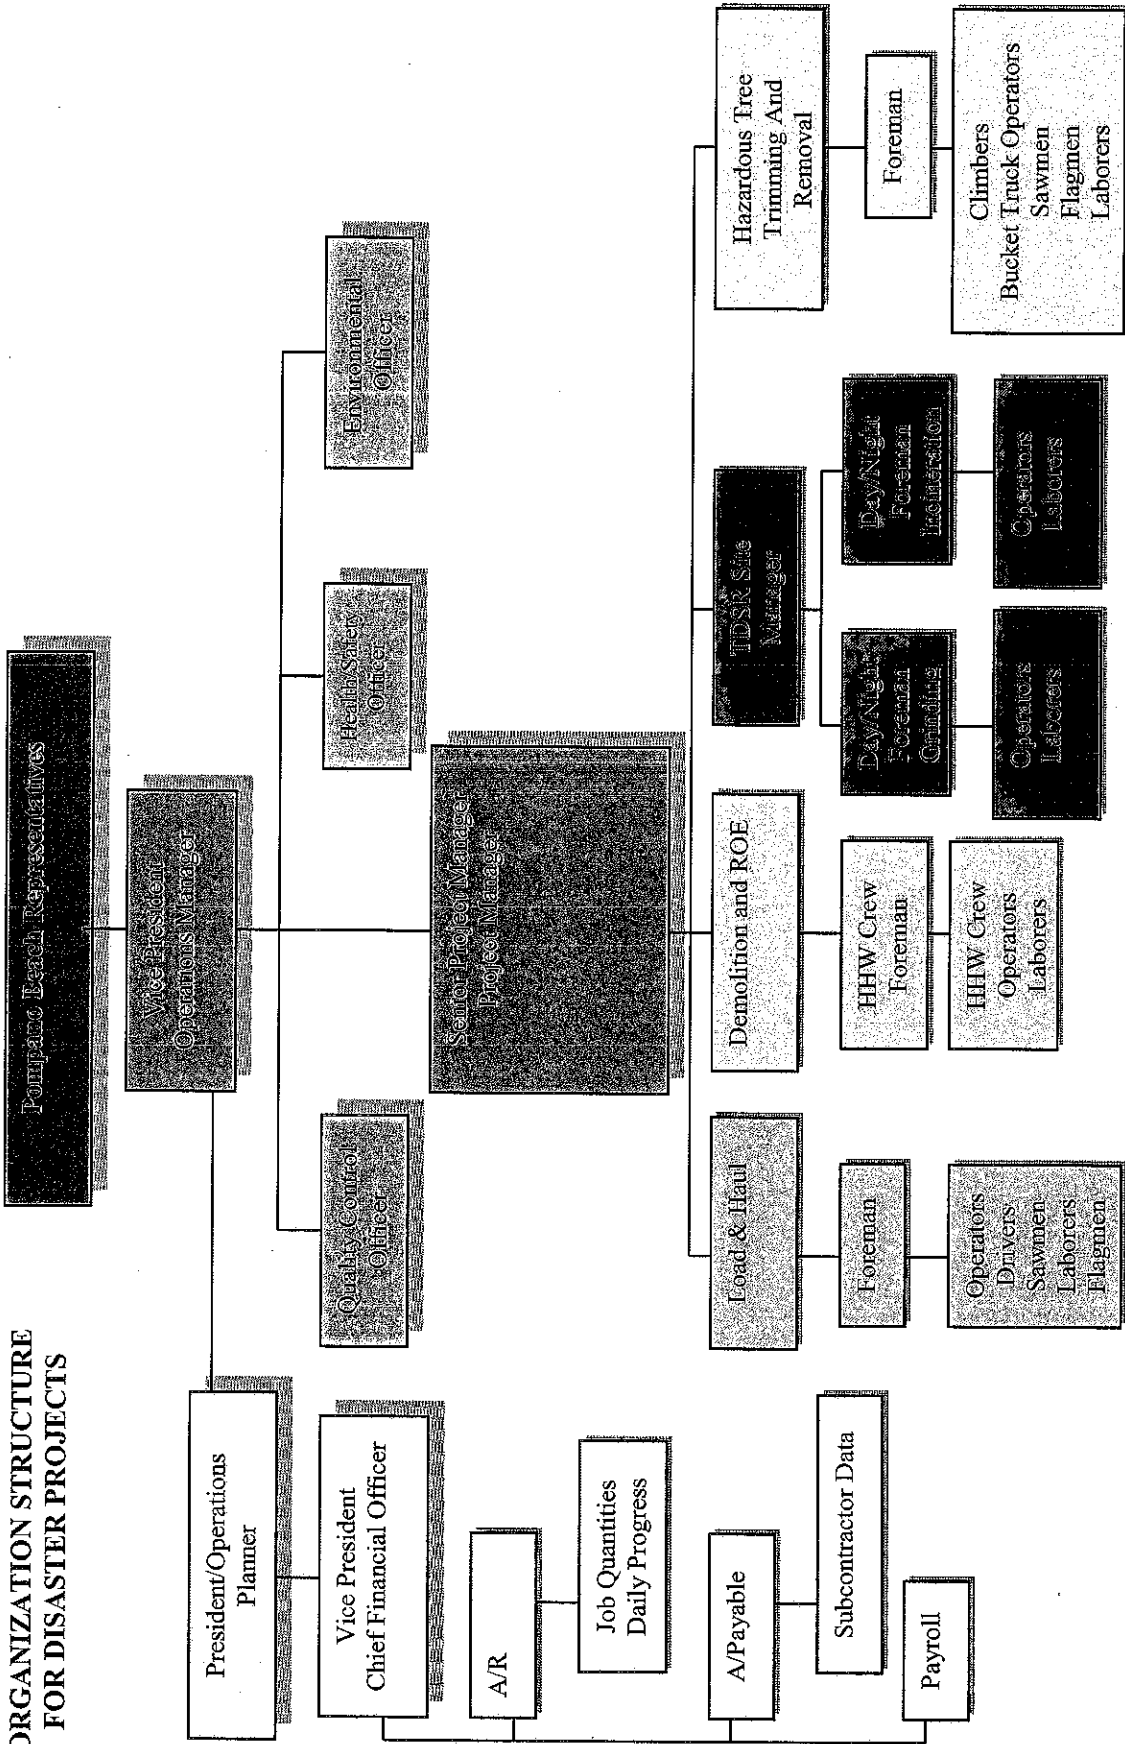 ORGANIZATION STRUCTURE
FOR DISASTER PROJECTS
Pompano Beach Representatives
Vice President
Operations Manager
President/Operations
Planner
Quality Control
Officer
Health/Safety
Officer
Environmental
Officer
Vice President
Chief Financial Officer
Senior Project Manager
Project Manager
A/R
Job Quantities
Daily Progress
A/Payable
Subcontractor Data
Payroll
Load & Haul
Foreman
Operators
Drivers
Sawmen
Laborers
Flagmen
Demolition and ROE
HHW Crew
Foreman
HHW Crew
Operators
Laborers
TDSR Site
Manager
Day/Night
Foreman
Grinding
Operators
Laborers
Day/Night
Foreman
Incineration
Operators
Laborers
Hazardous Tree
Trimming And
Removal
Foreman
Climbers
Bucket Truck Operators
Sawmen
Flagmen
Laborers